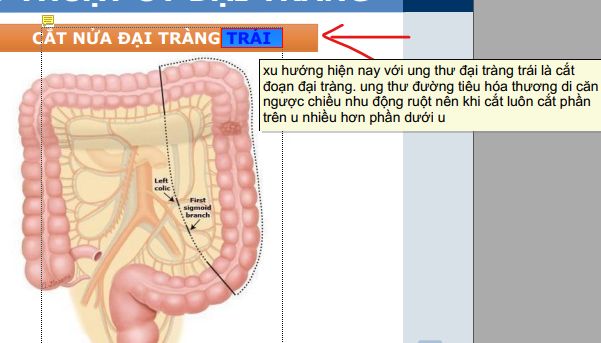 CẮT NỬA ĐẠI TRÀNG TRÁI
xu hướng hiện nay với ung thư đại tràng trái là cắt
đoạn đại tràng. ung thư đường tiêu hóa thương di căn
ngược chiều nhu động ruột nên khi cắt luôn cắt phần
trên u nhiều hơn phần dưới u
Left
colic
First
sigmoid
branch